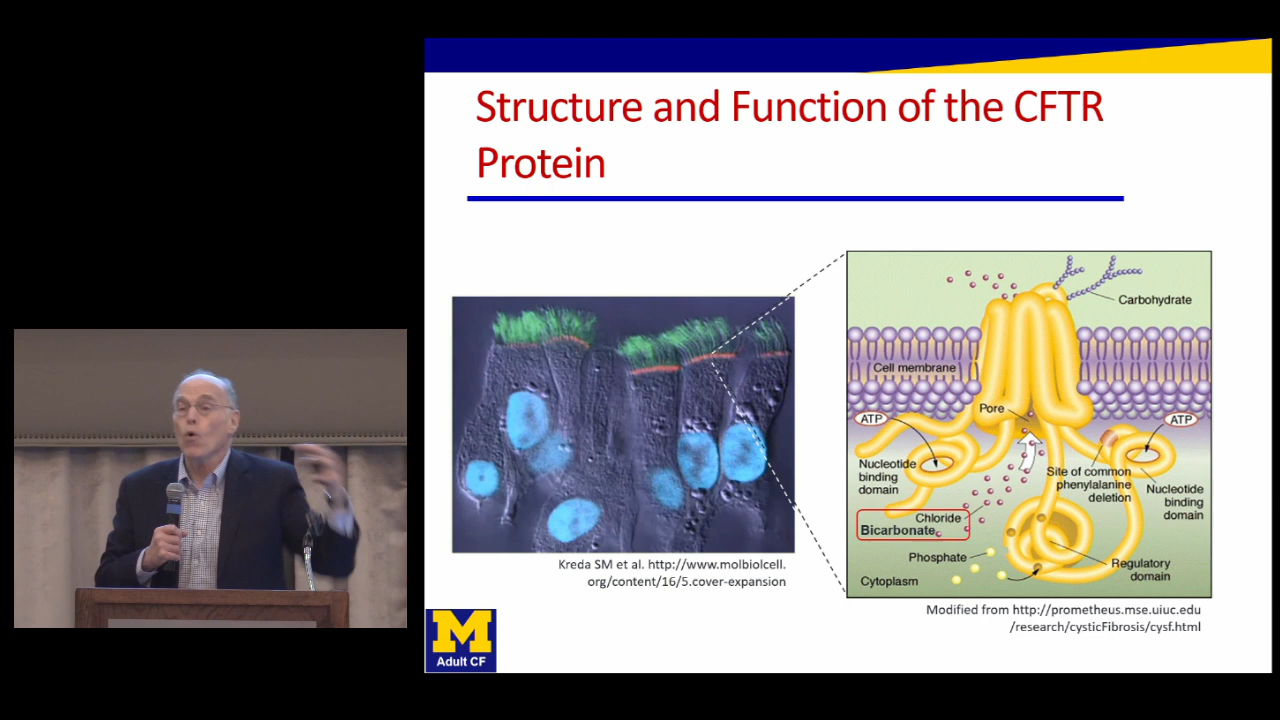 Structure and Function of the CFTR
Protein
Carbohydrate
Cell membrane
Pore
ATP
ATP
Nucleotide
binding
domain
Site of common
phenylalanine
deletion
Nucleotide
binding
domain
Chloride
Bicarbonate
Phosphate
Regulatory
domain
Cytoplasm
Kreda SM et al. http://www.molbiolcell.
org/content/16/5.cover-expansion
Modified from http://prometheus.mse.uiuc.edu
/research/cysticFibrosis/cysf.html
M
Adult CF